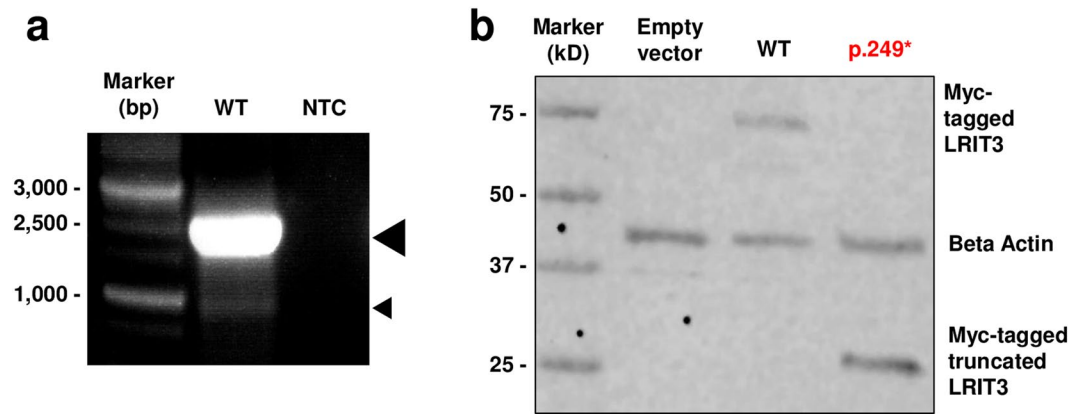 a
Marker
(bp)
WT
NTC
3,000 -
2,500 -
1,000 -
b
Marker
(kD)
Empty
vector
WT
p.249*
75 -
50 -
37 -
25 -
Myc-
tagged
LRIT3
Beta Actin
Myc-tagged
truncated
LRIT3